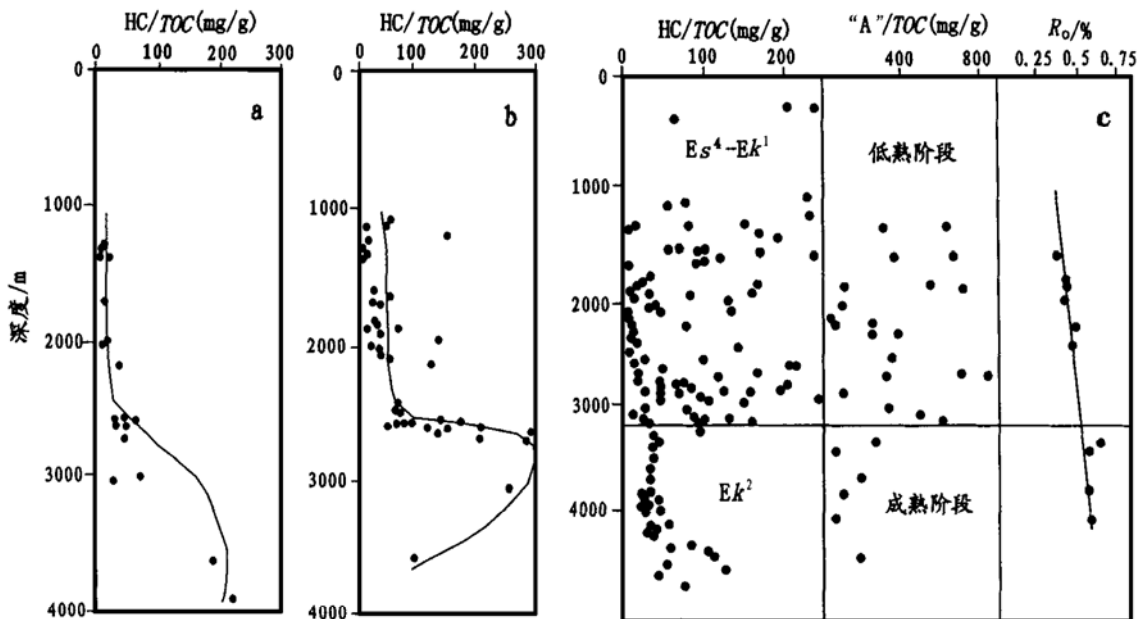 HC/TOC(mg/g)
0 100 200 300
0
1000
2000
3000
4000
深度/m
a
HC/TOC(mg/g)
0 100 200 300
0
1000
2000
3000
4000
b
HC/TOC(mg/g)
0 100 200
"A"/TOC(mg/g)
400 800
Ro/%
0.25 0.5 0.75
0
1000
2000
3000
4000
Es⁴-Ek¹
低熟阶段
c
Ek²
成熟阶段